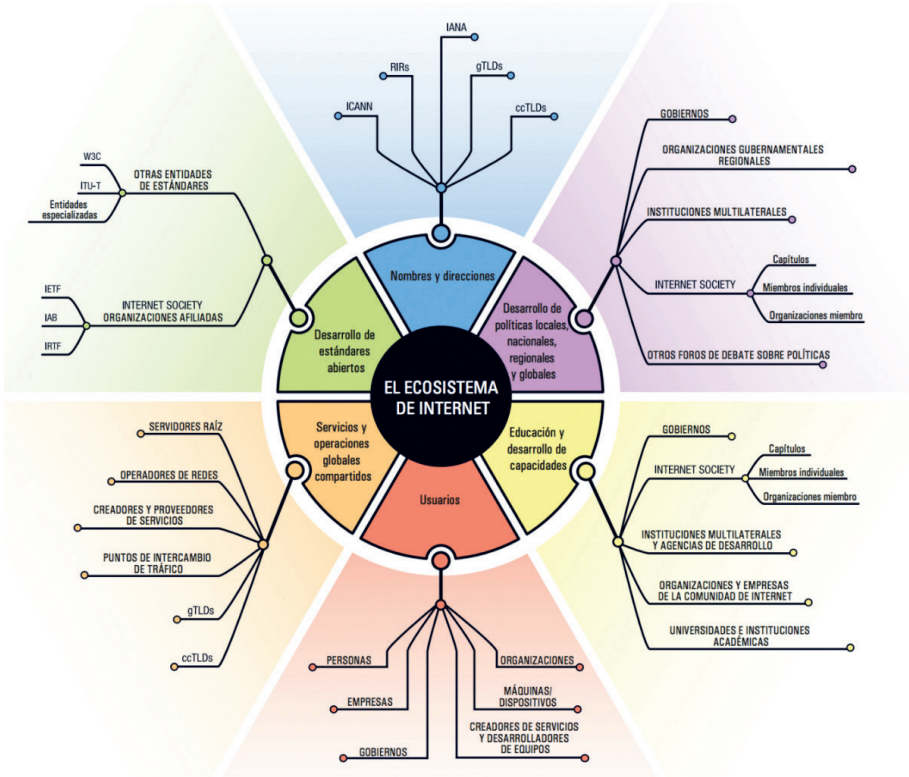 IANA
RIRs
gTLDs
ICANN
ccTLDs
Nombres y direcciones
GOBIERNOS
ORGANIZACIONES GUBERNAMENTALES
REGIONALES
INSTITUCIONES MULTILATERALES
INTERNET SOCIETY
Capítulos
Miembros individuales
Organizaciones miembro
OTROS FOROS DE DEBATE SOBRE POLÍTICAS
Desarrollo de
políticas locales,
nacionales,
regionales
y globales
W3C
ITU-T
Entidades
especializadas
OTRAS ENTIDADES
DE ESTÁNDARES
IETF
IAB
IRTF
INTERNET SOCIETY
ORGANIZACIONES AFILIADAS
Desarrollo de
estándares
abiertos
EL ECOSISTEMA
DE INTERNET
Servicios y
operaciones
globales
compartidos
SERVIDORES RAÍZ
OPERADORES DE REDES
CREADORES Y PROVEEDORES
DE SERVICIOS
PUNTOS DE INTERCAMBIO
DE TRÁFICO
gTLDs
ccTLDs
Educación y
desarrollo de
capacidades
GOBIERNOS
INTERNET SOCIETY
Capítulos
Miembros individuales
Organizaciones miembro
INSTITUCIONES MULTILATERALES
Y AGENCIAS DE DESARROLLO
ORGANIZACIONES Y EMPRESAS
DE LA COMUNIDAD DE INTERNET
UNIVERSIDADES E INSTITUCIONES
ACADÉMICAS
Usuarios
PERSONAS
EMPRESAS
GOBIERNOS
ORGANIZACIONES
MÁQUINAS/
DISPOSITIVOS
CREADORES DE SERVICIOS
Y DESARROLLADORES
DE EQUIPOS